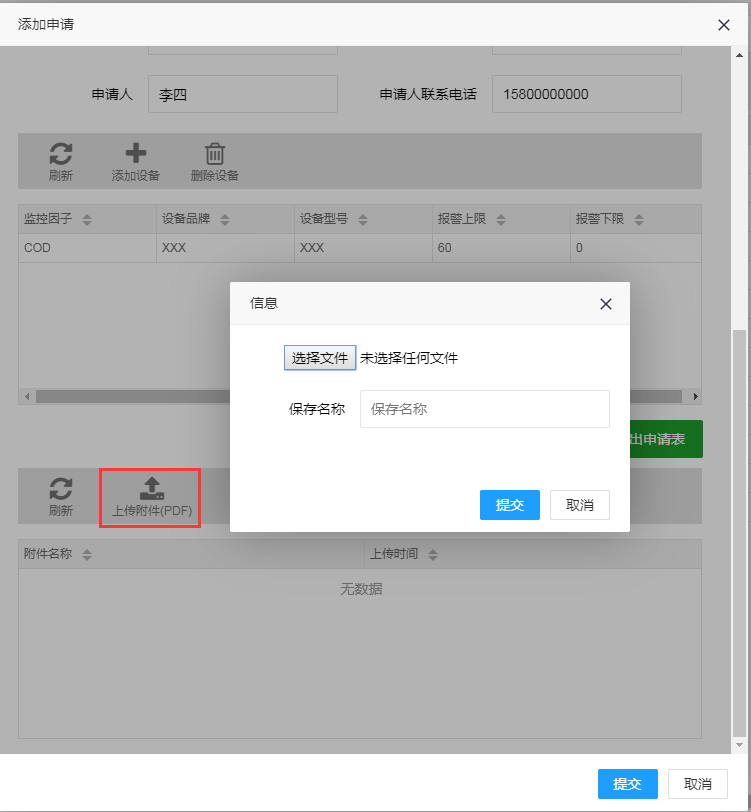 添加申请
申请人 李四 申请人联系电话 15800000000
刷新 添加设备 删除设备
监控因子 设备品牌 设备型号 报警上限 报警下限
COD XXX XXX 60 0
信息
选择文件 未选择任何文件
保存名称 保存名称
提交 取消
出申请表
刷新 上传附件(PDF)
附件名称 上传时间
无数据
提交 取消